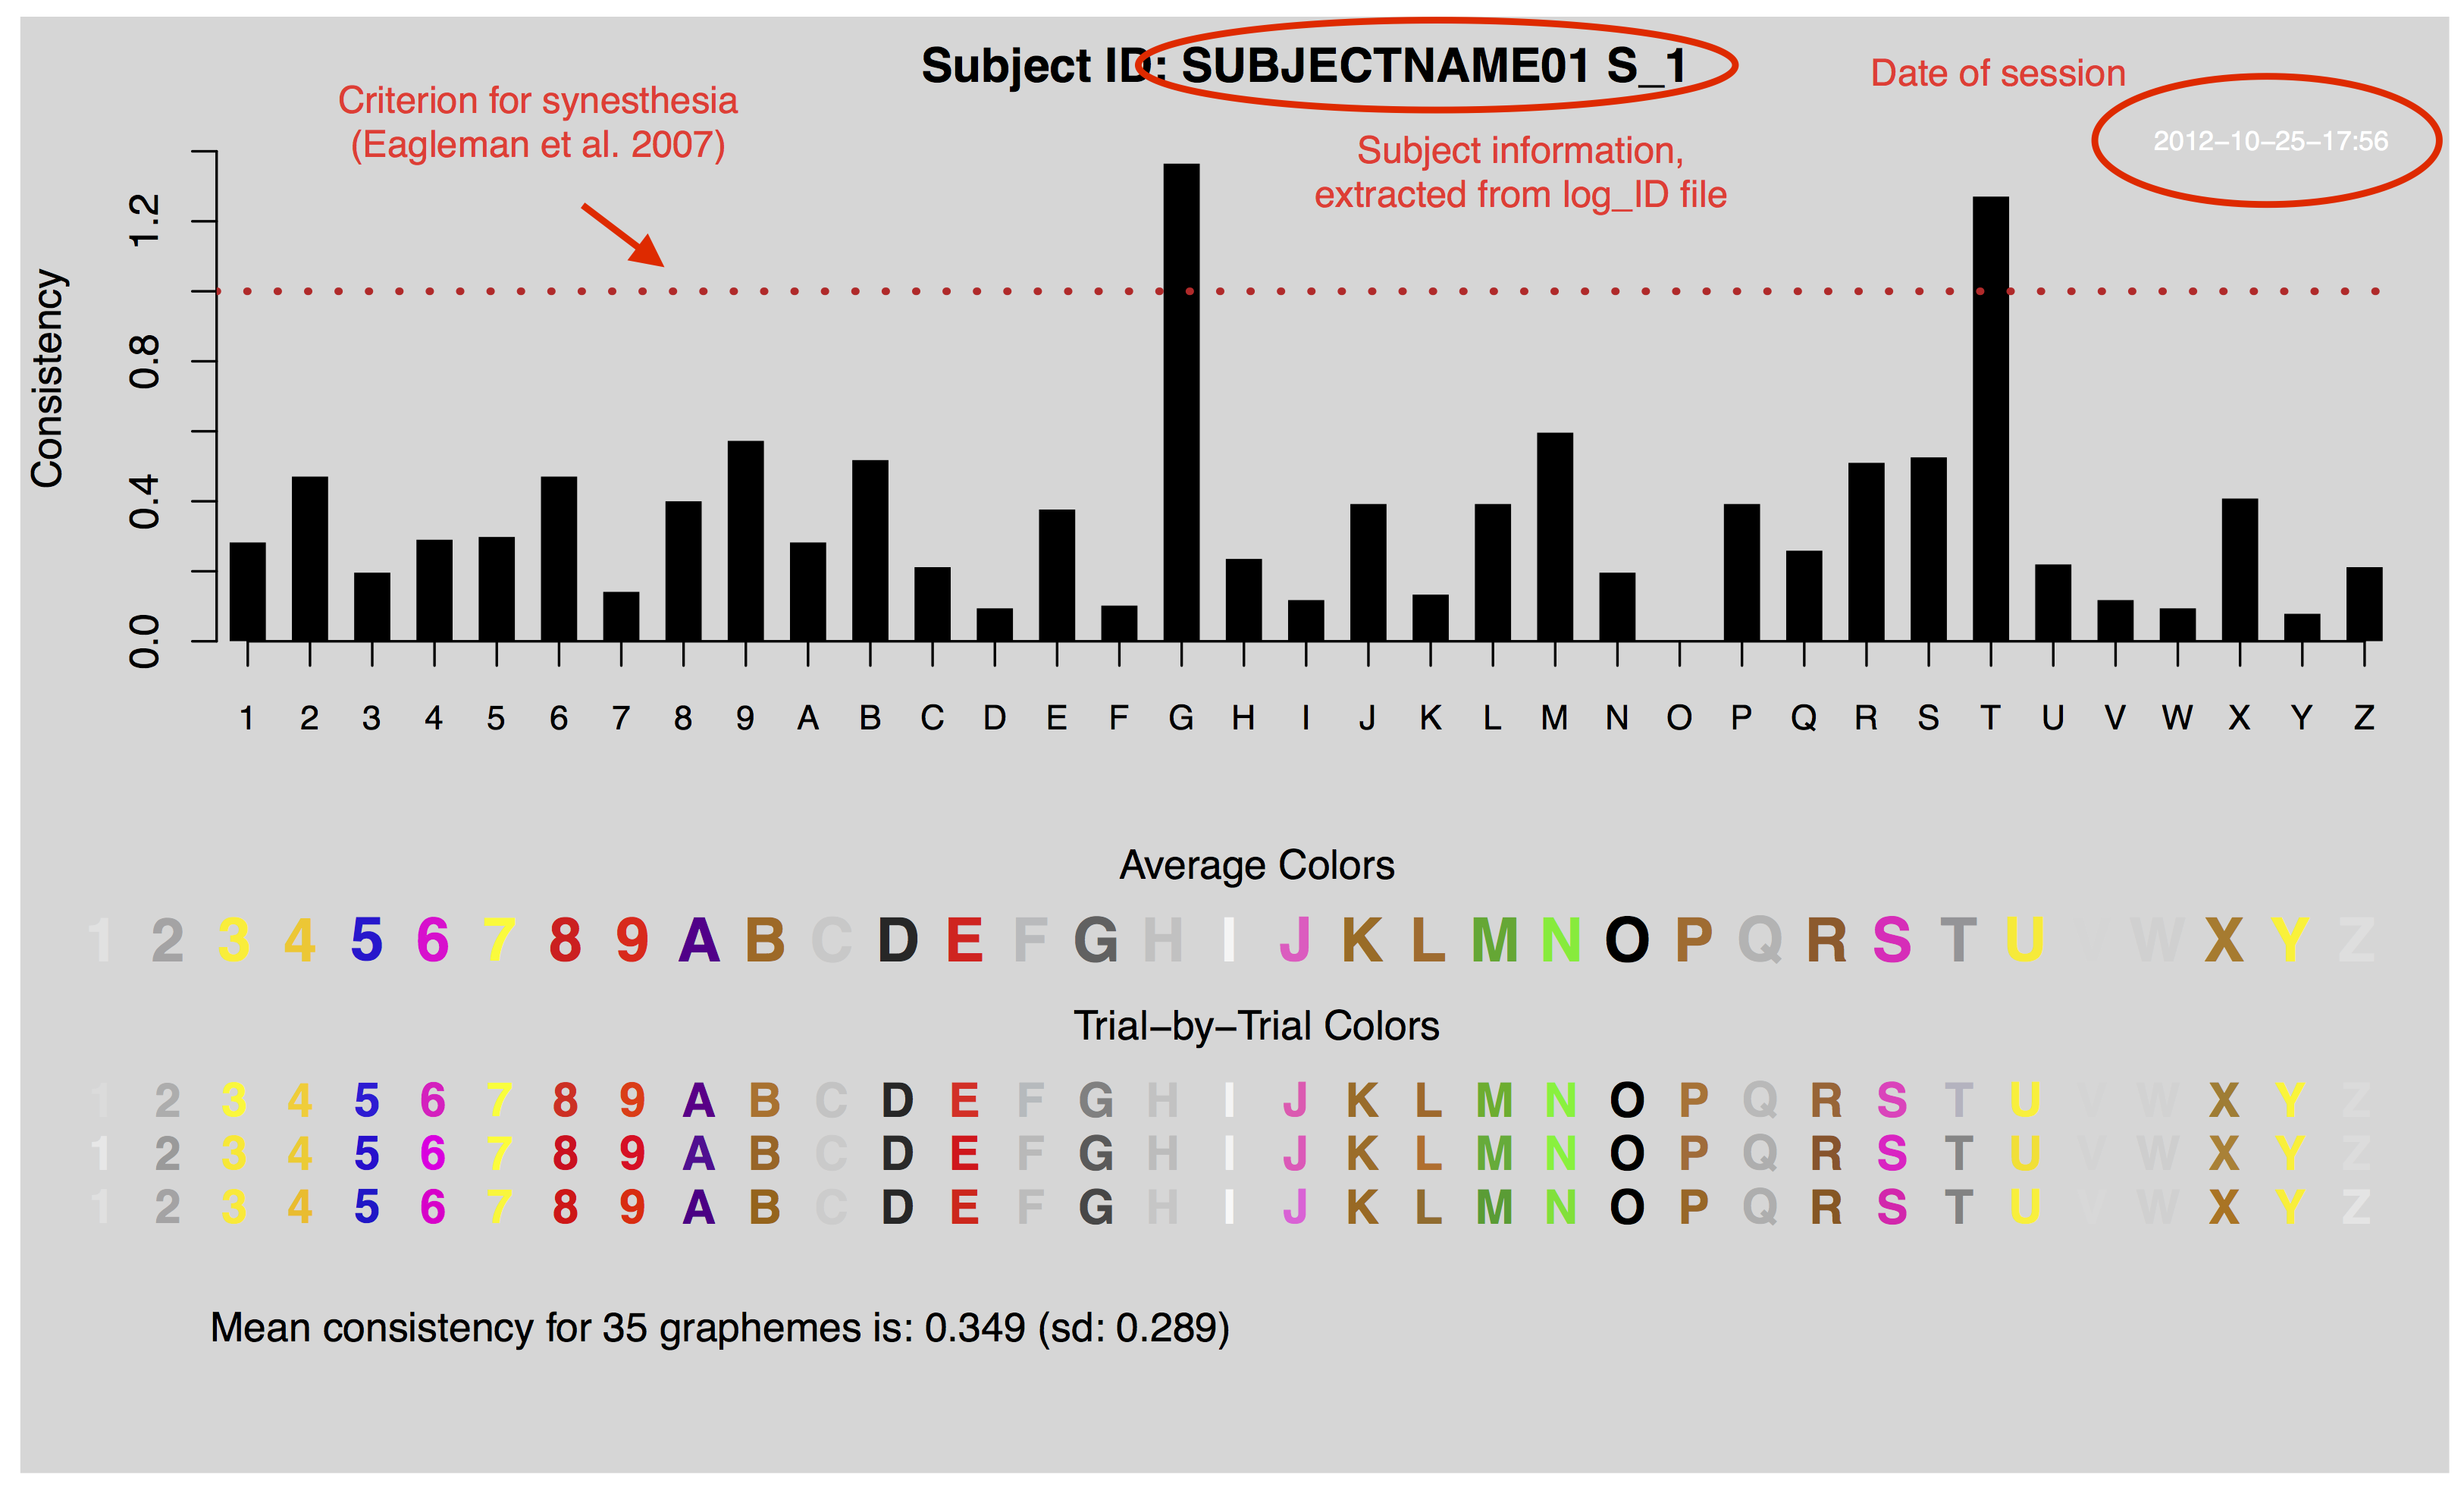 Subject ID: SUBJECTNAME01 S_1
Date of session
Criterion for synesthesia
(Eagleman et al. 2007)
2012-10-25-17:56
Subject information,
extracted from log_ID file
Consistency
1.2
0.8
0.4
0.0
1 2 3 4 5 6 7 8 9 A B C D E F G H I J K L M N O P Q R S T U V W X Y Z
Average Colors
1 2 3 4 5 6 7 8 9 A B C D E F G H I J K L M N O P Q R S T U W X Y Z
Trial-by-Trial Colors
1 2 3 4 5 6 7 8 9 A B C D E F G H I J K L M N O P Q R S T U V W X Y Z
1 2 3 4 5 6 7 8 9 A B C D E F G H I J K L M N O P Q R S T U V W X Y Z
1 2 3 4 5 6 7 8 9 A B C D E F G H I J K L M N O P Q R S T U V W X Y Z
Mean consistency for 35 graphemes is: 0.349 (sd: 0.289)